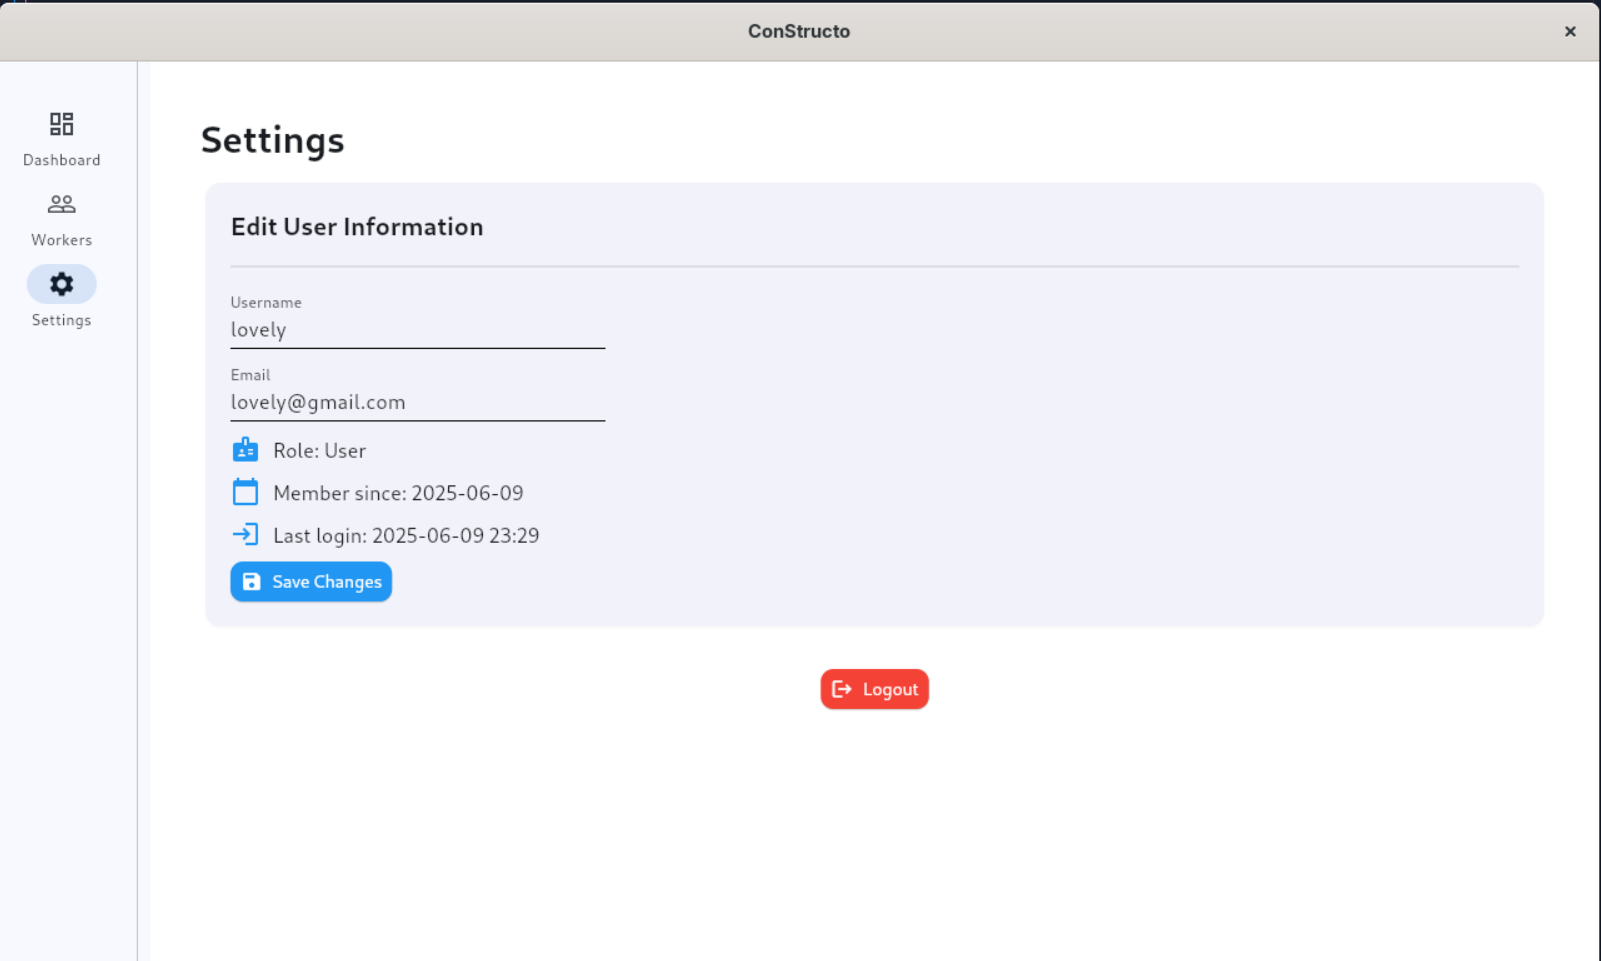 ConStructo
Dashboard
Workers
Settings
Settings
Edit User Information
Username
lovely
Email
lovely@gmail.com
Role: User
Member since: 2025-06-09
Last login: 2025-06-09 23:29
Save Changes
Logout